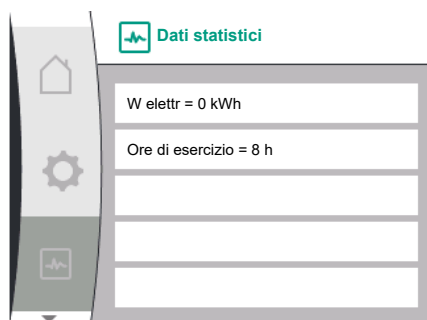 Dati statistici
W elettr = 0 kWh
Ore di esercizio = 8 h